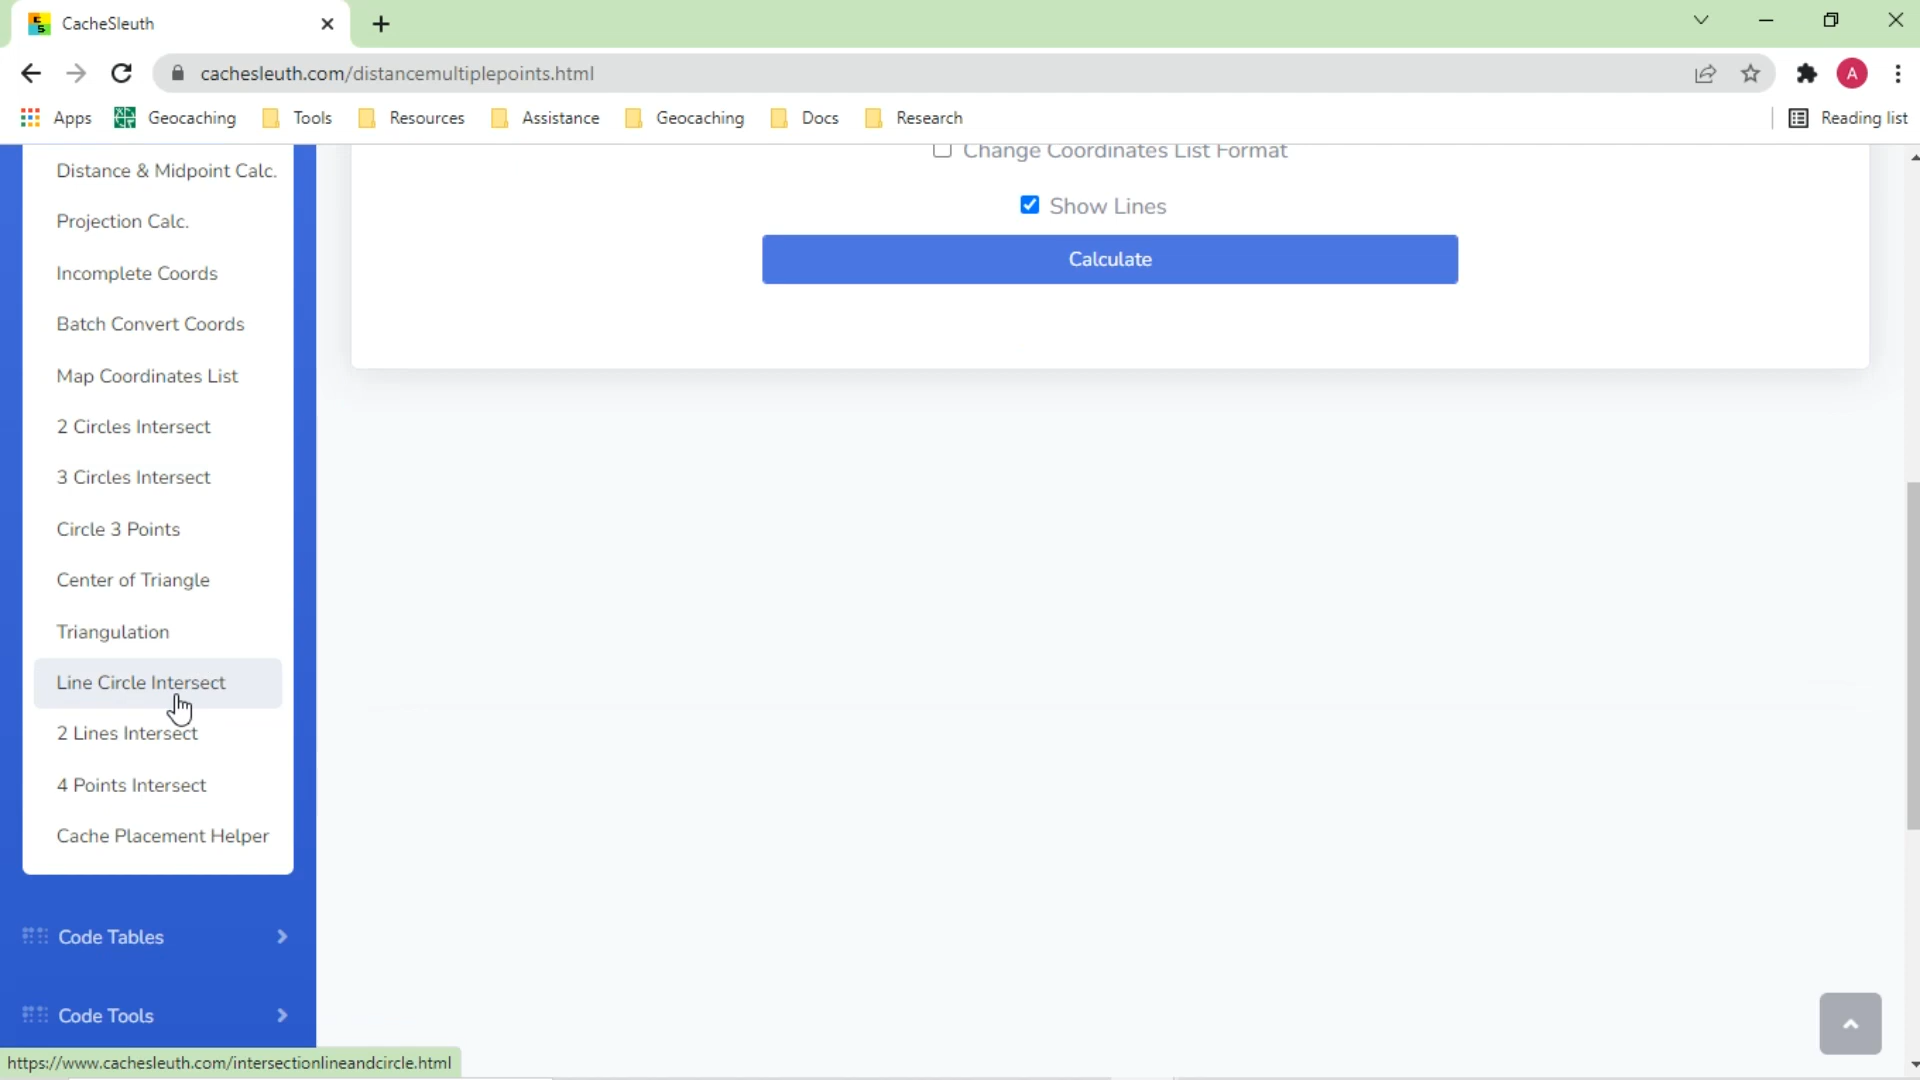 CacheSleuth
cachesleuth.com/distancemultiplepoints.html
A
Apps
Geocaching
Tools
Resources
Assistance
Geocaching
Docs
Research
Reading list
Distance & Midpoint Calc.
Projection Calc.
Incomplete Coords
Batch Convert Coords
Map Coordinates List
2 Circles Intersect
3 Circles Intersect
Circle 3 Points
Center of Triangle
Triangulation
Line Circle Intersect
2 Lines Intersect
4 Points Intersect
Cache Placement Helper
Code Tables
Code Tools
Change Coordinates List Format
Show Lines
Calculate
https://www.cachesleuth.com/intersectionlineandcircle.html